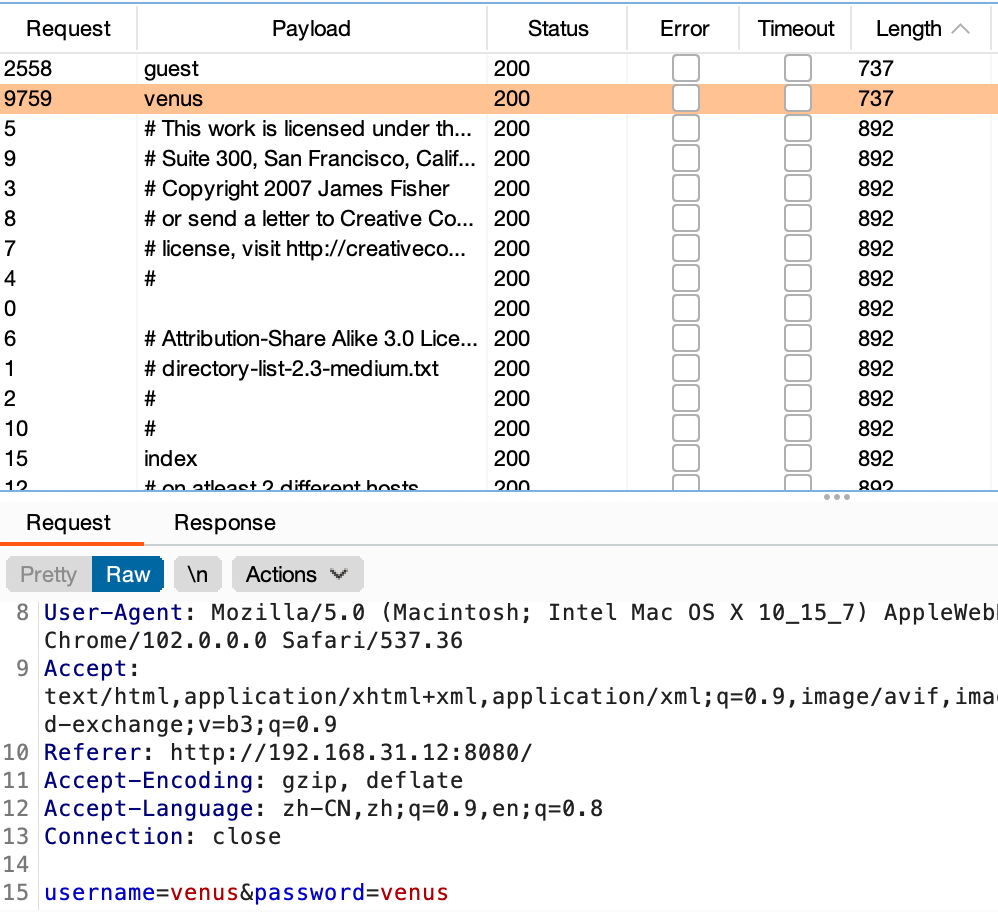 Request Payload Status Error Timeout Length
2558 guest 200 737
9759 venus 200 737
5 # This work is licensed under th... 200 892
9 # Suite 300, San Francisco, Calif... 200 892
3 # Copyright 2007 James Fisher 200 892
8 # or send a letter to Creative Co... 200 892
7 # license, visit http://creativeco... 200 892
4 # 200 892
0 200 892
6 # Attribution-Share Alike 3.0 Lice... 200 892
1 # directory-list-2.3-medium.txt 200 892
2 # 200 892
10 # 200 892
15 index 200 892
12 # on atleast 2 different hosts 200 892
Request Response
Pretty Raw \n Actions
8 User-Agent: Mozilla/5.0 (Macintosh; Intel Mac OS X 10_15_7) AppleWebK
Chrome/102.0.0.0 Safari/537.36
9 Accept:
text/html,application/xhtml+xml,application/xml;q=0.9,image/avif,ima
d-exchange;v=b3;q=0.9
10 Referer: http://192.168.31.12:8080/
11 Accept-Encoding: gzip, deflate
12 Accept-Language: zh-CN,zh;q=0.9,en;q=0.8
13 Connection: close
14
15 username=venus&password=venus